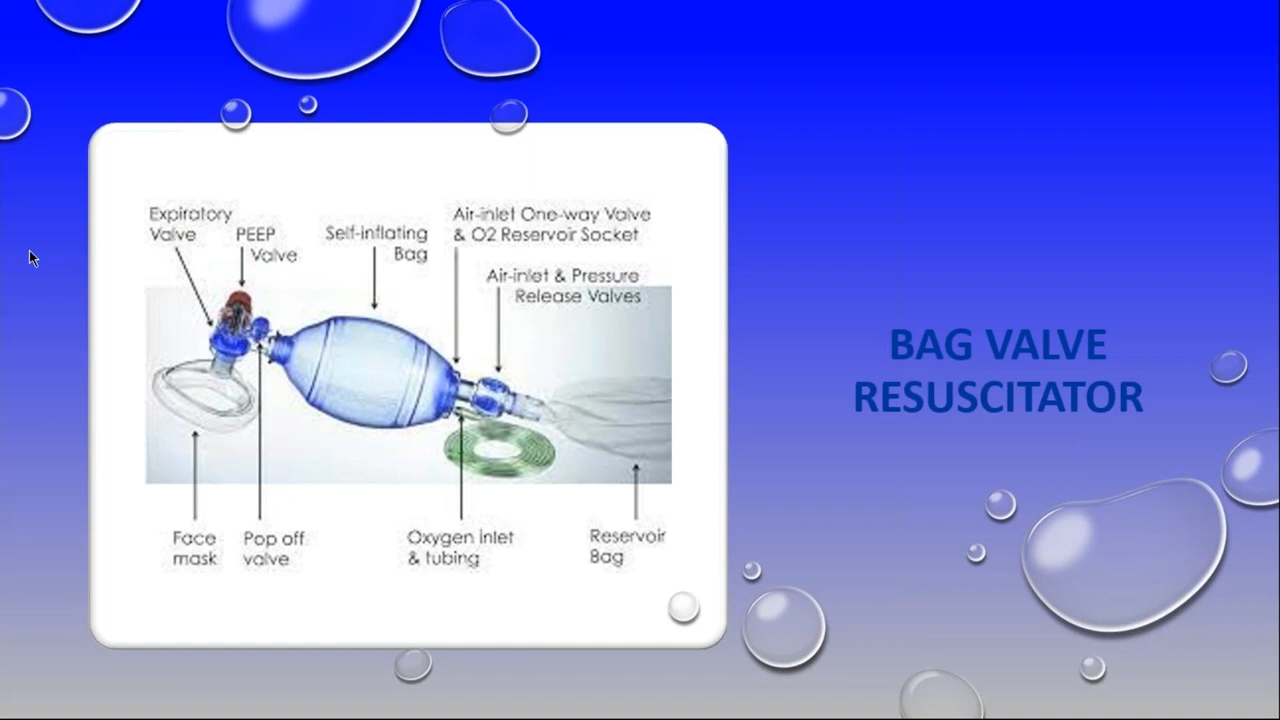 Expiratory
Valve
PEEP
Valve
Self-inflating
Bag
Air-inlet One-way Valve
& O2 Reservoir Socket
Air-inlet & Pressure
Release Valves
BAG VALVE
RESUSCITATOR
Face
mask
Pop off
valve
Oxygen inlet
& tubing
Reservoir
Bag